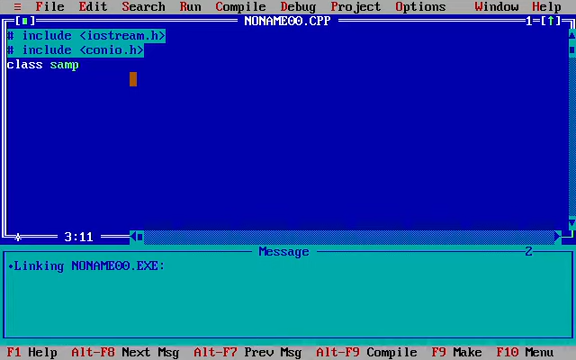 ≡ File Edit Search Run Compile Debug Project Options Window Help
[■] NONAME00.CPP 1=[↑]
# include <iostream.h>
# include <conio.h>
class samp
* 3:11
Message 2
•Linking NONAME00.EXE:
F1 Help Alt-F8 Next Msg Alt-F7 Prev Msg Alt-F9 Compile F9 Make F10 Menu